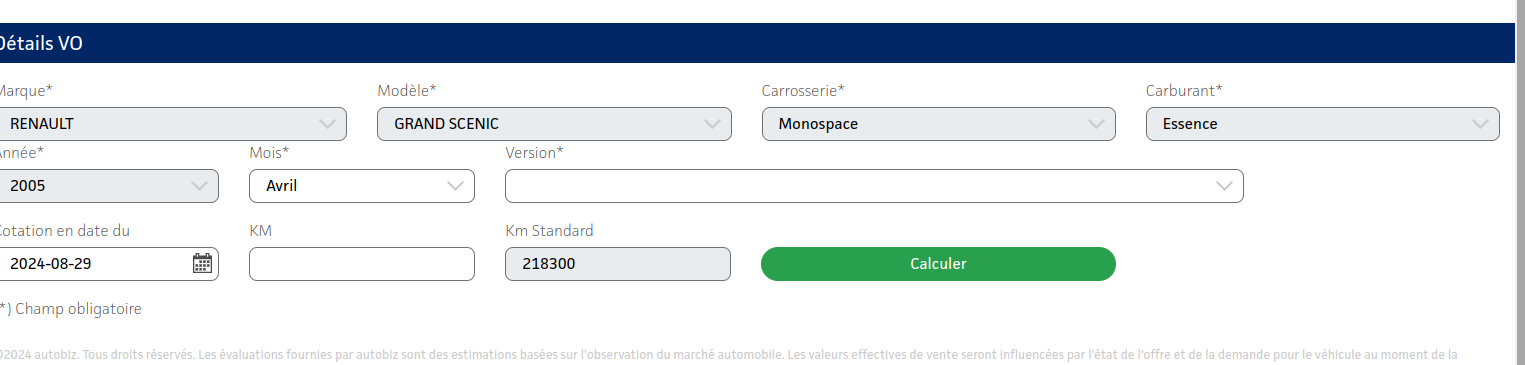 Détails VO
Marque* Modèle* Carrosserie* Carburant*
RENAULT GRAND SCENIC Monospace Essence
Année* Mois* Version*
2005 Avril
Cotation en date du KM Km Standard
2024-08-29 218300 Calculer
*) Champ obligatoire
©2024 autobiz. Tous droits réservés. Les évaluations fournies par autobiz sont des estimations basées sur l'observation du marché automobile. Les valeurs effectives de vente seront influencées par l'état de l'offre et de la demande pour le véhicule au moment de la